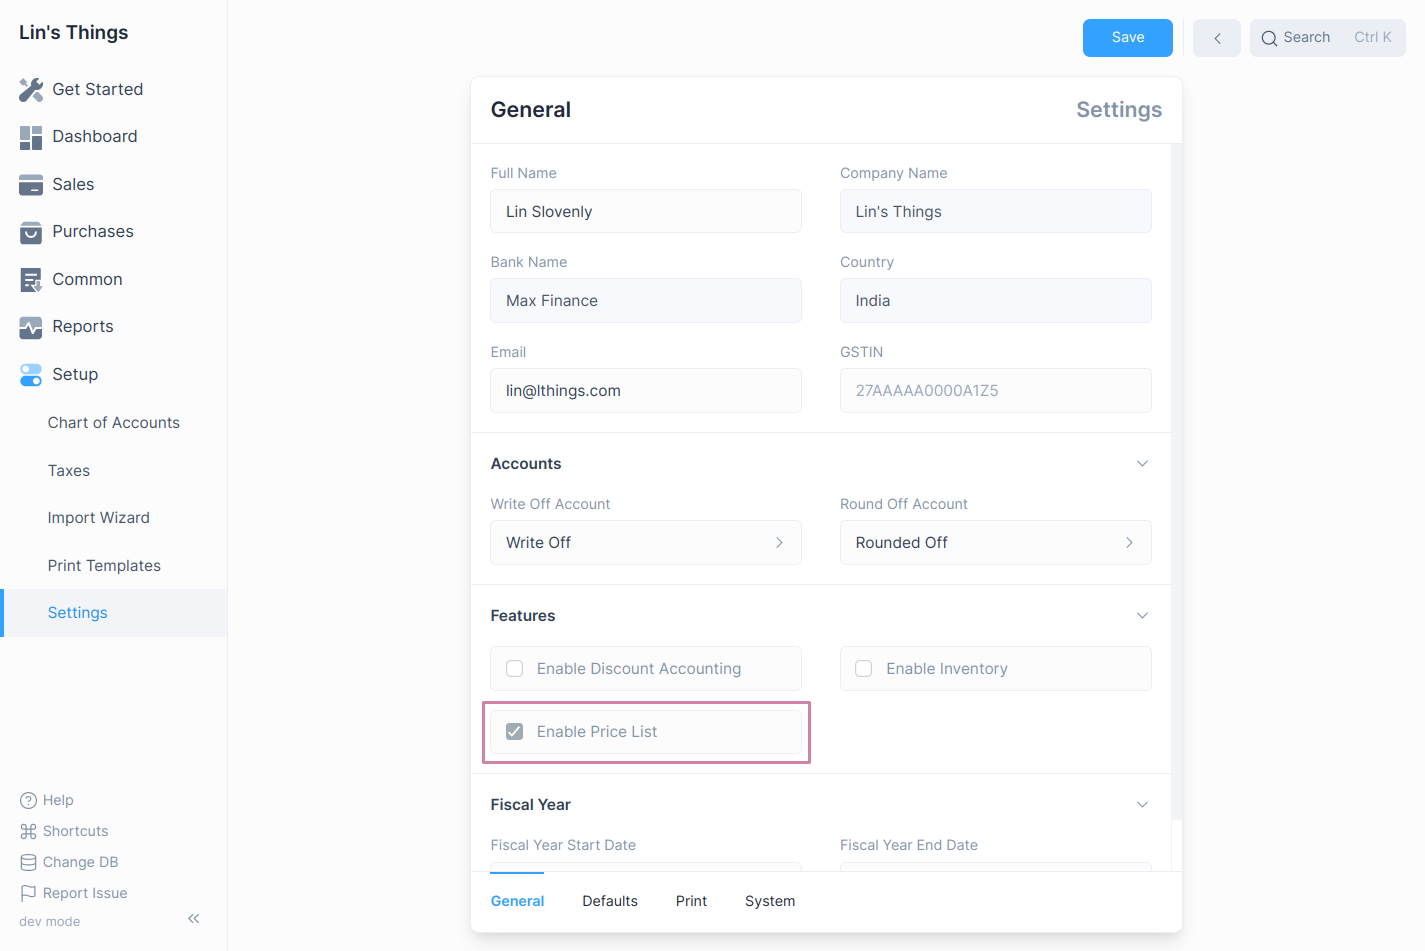 Lin's Things
Get Started
Dashboard
Sales
Purchases
Common
Reports
Setup
Chart of Accounts
Taxes
Import Wizard
Print Templates
Settings
Help
Shortcuts
Change DB
Report Issue
dev mode
Save
Search Ctrl K
General Settings
Full Name Company Name
Lin Slovenly Lin's Things
Bank Name Country
Max Finance India
Email GSTIN
lin@lthings.com 27AAAAA0000A1Z5
Accounts
Write Off Account Round Off Account
Write Off Rounded Off
Features
Enable Discount Accounting Enable Inventory
Enable Price List
Fiscal Year
Fiscal Year Start Date Fiscal Year End Date
General Defaults Print System